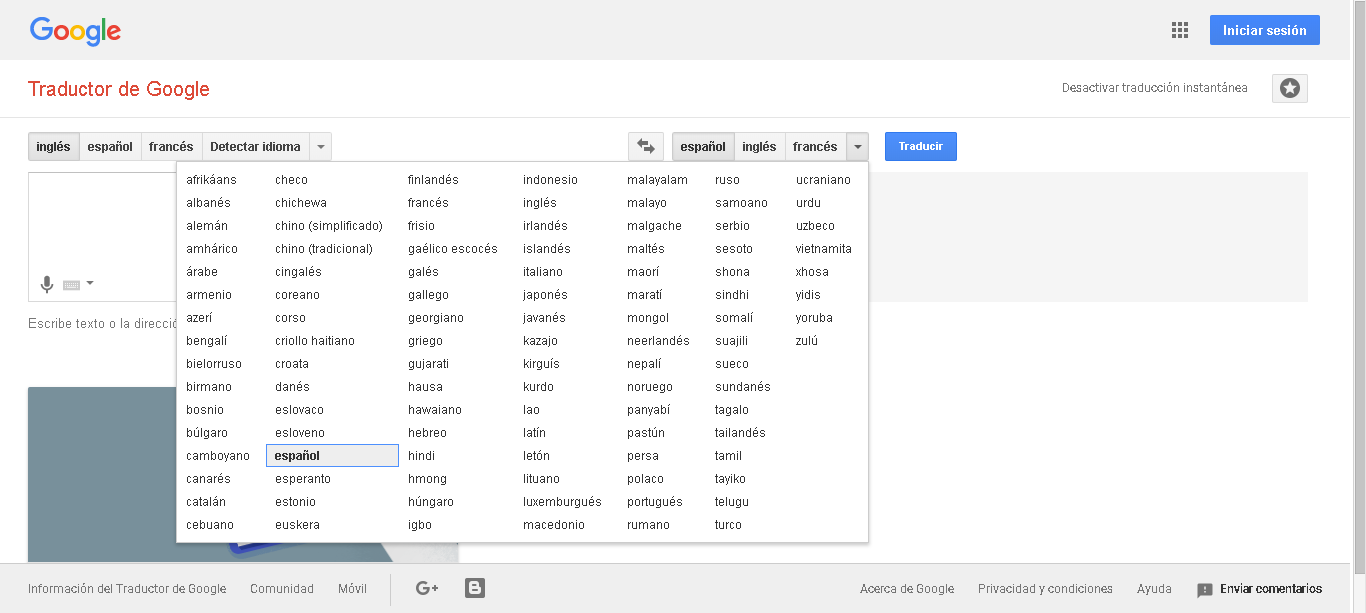 Google
Iniciar sesión
Traductor de Google
Desactivar traducción instantánea
inglés español francés Detectar idioma
español inglés francés Traducir
afrikáans checo finlandés indonesio malayalam ruso ucraniano
albanés chichewa francés inglés malayo samoano urdu
alemán chino (simplificado) frisio irlandés malgache serbio uzbeco
amhárico chino (tradicional) gaélico escocés islandés maltés sesoto vietnamita
árabe cingalés galés italiano maorí shona xhosa
armenio coreano gallego japonés maratí sindhi yidis
azerí corso georgiano javanés mongol somalí yoruba
bengalí criollo haitiano griego kazajo neerlandés suajili zulú
bielorruso croata gujarati kirguís nepalí sueco
birmano danés hausa kurdo noruego sundanés
bosnio eslovaco hawaiano lao panyabí tagalo
búlgaro esloveno hebreo latín pastún tailandés
camboyano español hindi letón persa tamil
canarés esperanto hmong lituano polaco tayiko
catalán estonio húngaro luxemburgués portugués telugu
cebuano euskera igbo macedonio rumano turco
Escribe texto o la direcció
Información del Traductor de Google Comunidad Móvil G+ B Acerca de Google Privacidad y condiciones Ayuda Enviar comentarios